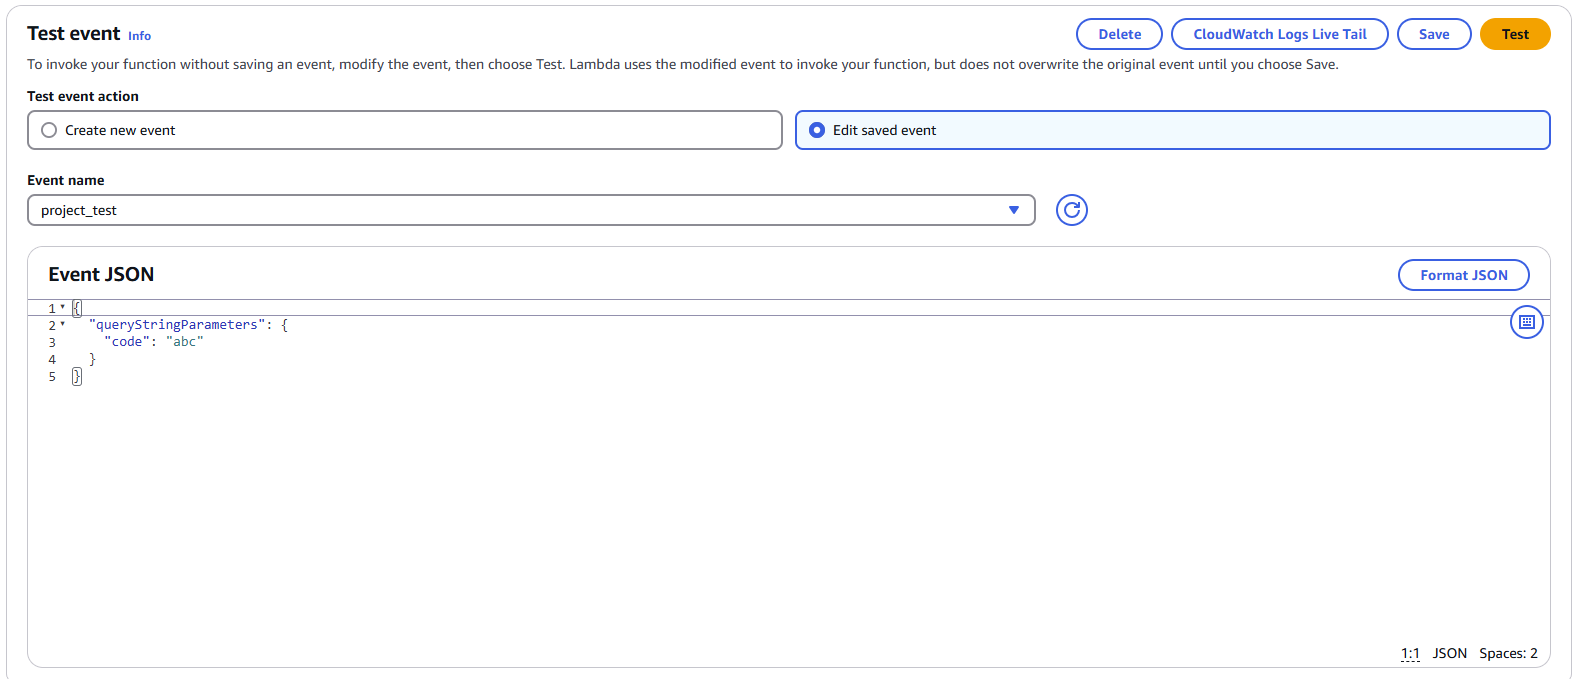 Test event Info
Delete
CloudWatch Logs Live Tail
Save
Test
To invoke your function without saving an event, modify the event, then choose Test. Lambda uses the modified event to invoke your function, but does not overwrite the original event until you choose Save.
Test event action
Create new event
Edit saved event
Event name
project_test
Event JSON
Format JSON
1 {
2 "queryStringParameters": {
3 "code": "abc"
4 }
5 }
1:1 JSON Spaces: 2